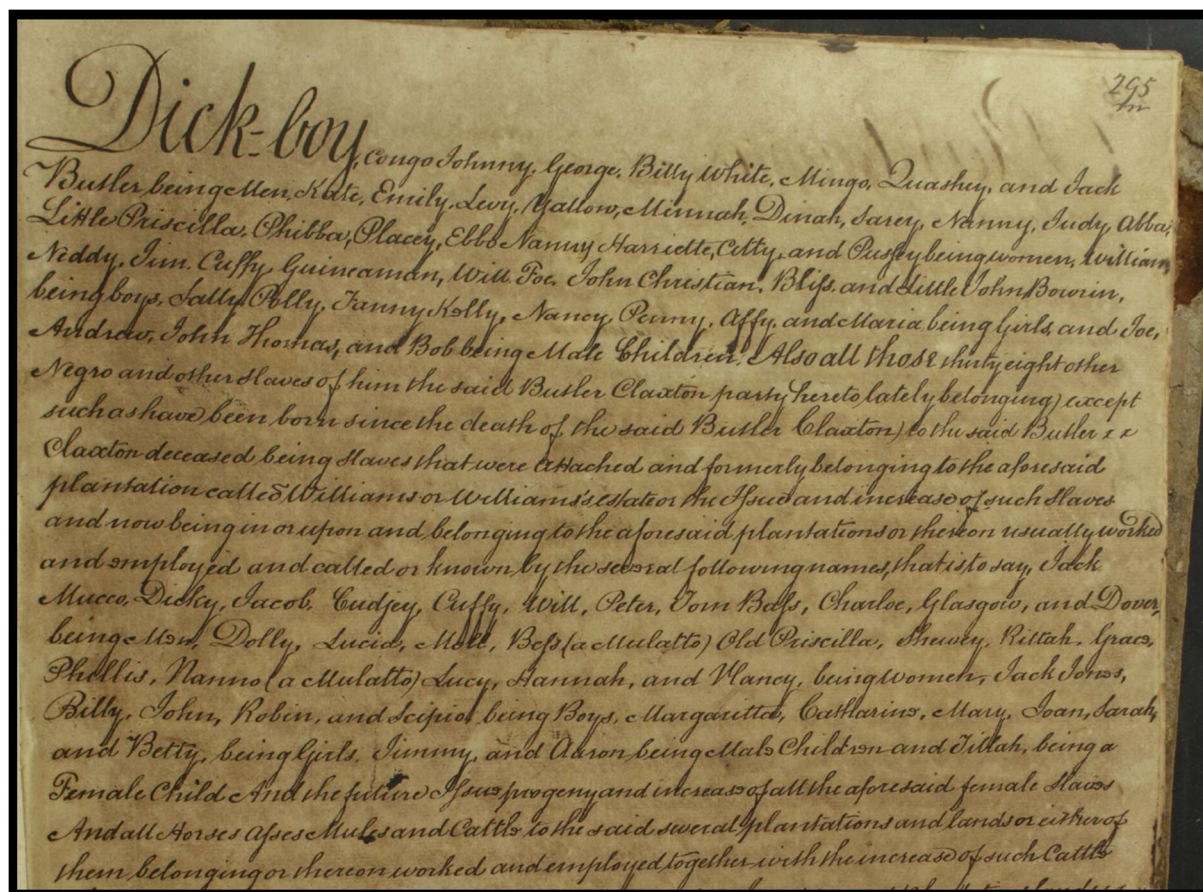 295
Dick-boy, Congo Johnny, George, Billy White, Mingo, Quashey, and Jack
Butler being Men, Kate, Emily, Levy, Yallow, Minnah, Dinah, Sarey, Nanny, Judy, Abba,
Little Priscilla, Phibba, Placey, Ebbo Nanny, Harriette, Citty, and Pussey being women, William,
Neddy, Jim, Cuffy, Guineaman, Will, Foe, John Christian, Bliss, and Little John Bowrin,
being boys, Sally, Polly, Fanny Kelly, Nancy, Penny, Affy, and Maria being Girls, and Joe,
Andrew, John Thomas, and Bob being Male Children. Also all those thirty eight other
Negro and other slaves of him the said Butler Claxton party hereto lately belonging) except
such as have been born since the death of the said Butler Claxton) to the said Butler x x
Claxton deceased being slaves that were attached and formerly belonging to the aforesaid
plantation called Williams or Williams's estate or the Issue and increase of such slaves
and now being in or upon and belonging to the aforesaid plantations or thereon usually worked
and employed and called or known by the several following names, that is to say, Jack
Mucco, Dicky, Jacob, Cudjey, Cuffy, Will, Peter, Tom Bass, Charloe, Glasgow, and Dover,
being Men, Dolly, Lucia, Moll, Bess (a Mulatto) Old Priscilla, Shewey, Kittah, Grace,
Phillis, Nanno (a Mulatto) Lucy, Hannah, and Nancy, being women, Jack Jones,
Billy, John, Robin, and Scipio, being Boys, Margaritta, Catharine, Mary, Joan, Sarah,
and Betty, being Girls, Jimmy, and Aaron being Male Children and Tillah, being a
Female Child And the future Issue progeny and increase of all the aforesaid female slaves
And all Horses Asses Mules and Cattle to the said several plantations and lands or either of
them belonging or thereon worked and employed together with the increase of such Cattle